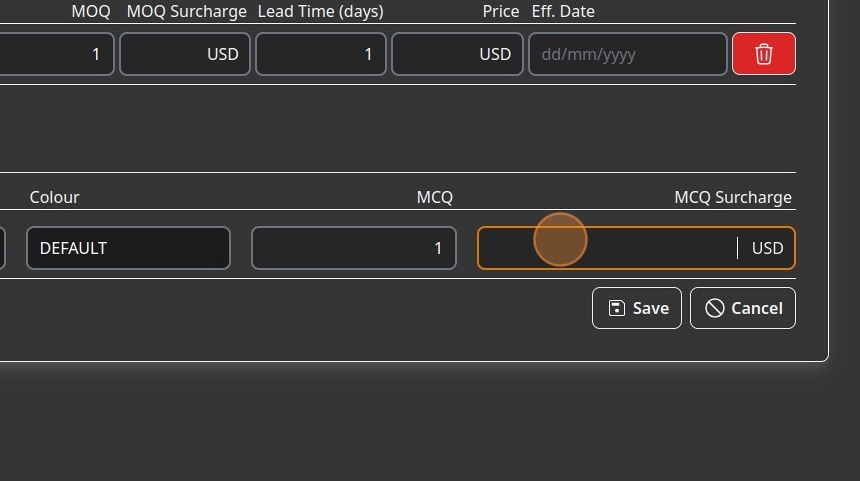 MOQ MOQ Surcharge Lead Time (days) Price Eff. Date
1 USD 1 USD dd/mm/yyyy
Colour MCQ MCQ Surcharge
DEFAULT 1 USD
Save Cancel